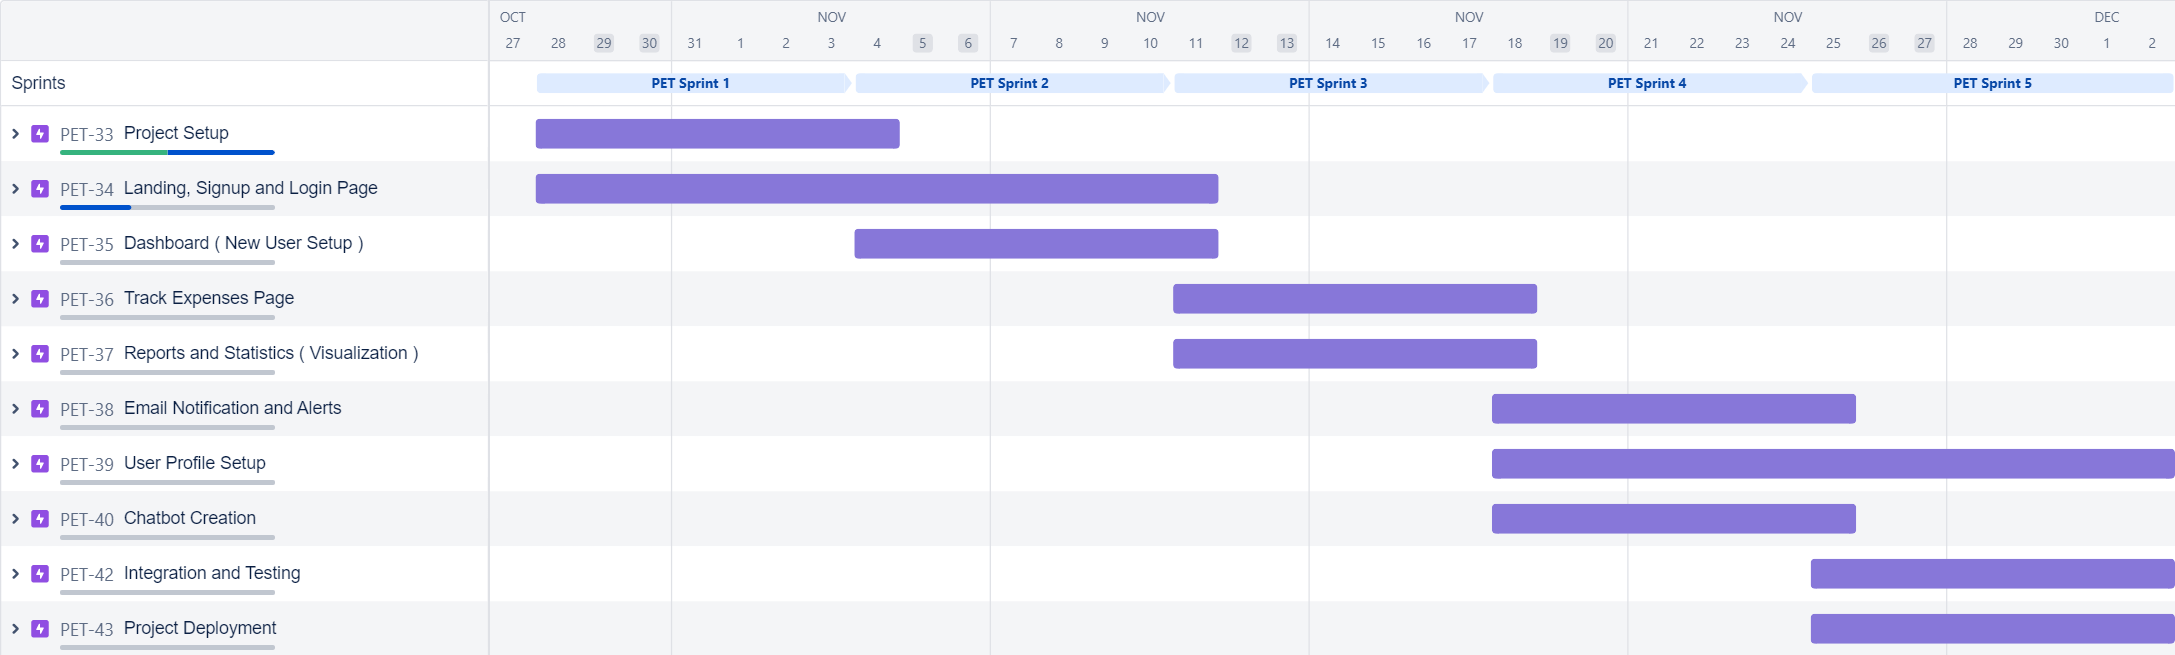 OCT NOV NOV NOV NOV DEC
27 28 29 30 31 1 2 3 4 5 6 7 8 9 10 11 12 13 14 15 16 17 18 19 20 21 22 23 24 25 26 27 28 29 30 1 2
Sprints PET Sprint 1 PET Sprint 2 PET Sprint 3 PET Sprint 4 PET Sprint 5
PET-33 Project Setup
PET-34 Landing, Signup and Login Page
PET-35 Dashboard ( New User Setup )
PET-36 Track Expenses Page
PET-37 Reports and Statistics ( Visualization )
PET-38 Email Notification and Alerts
PET-39 User Profile Setup
PET-40 Chatbot Creation
PET-42 Integration and Testing
PET-43 Project Deployment